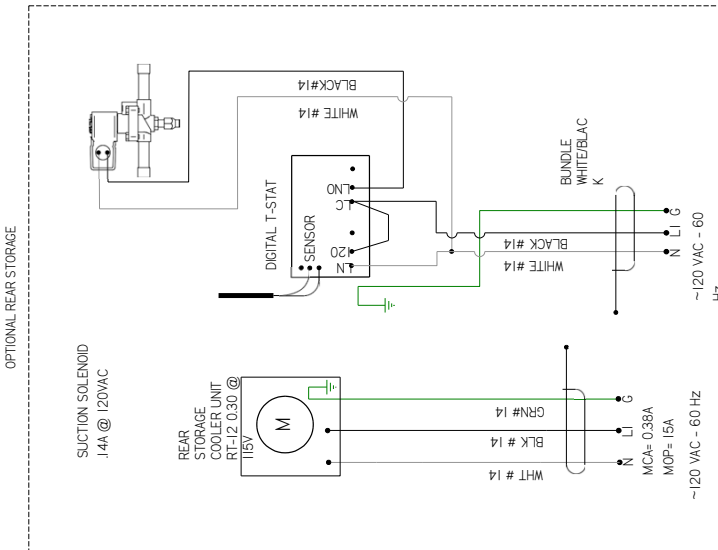 OPTIONAL REAR STORAGE
SUCTION SOLENOID
.14A @ 120VAC
BLACK#14
WHITE #14
DIGITAL T-STAT
SENSOR
LNO
LC
120
LN
BUNDLE
WHITE/BLAC
K
BLACK #14
WHITE #14
G
L1
N
~120 VAC - 60
HZ
REAR
STORAGE
COOLER UNIT
RT-12 0.30 @
115V
M
GRN# 14
BLK # 14
WHT # 14
G
L1
N
MCA= 0.38A
MOP= 15A
~120 VAC - 60 HZ